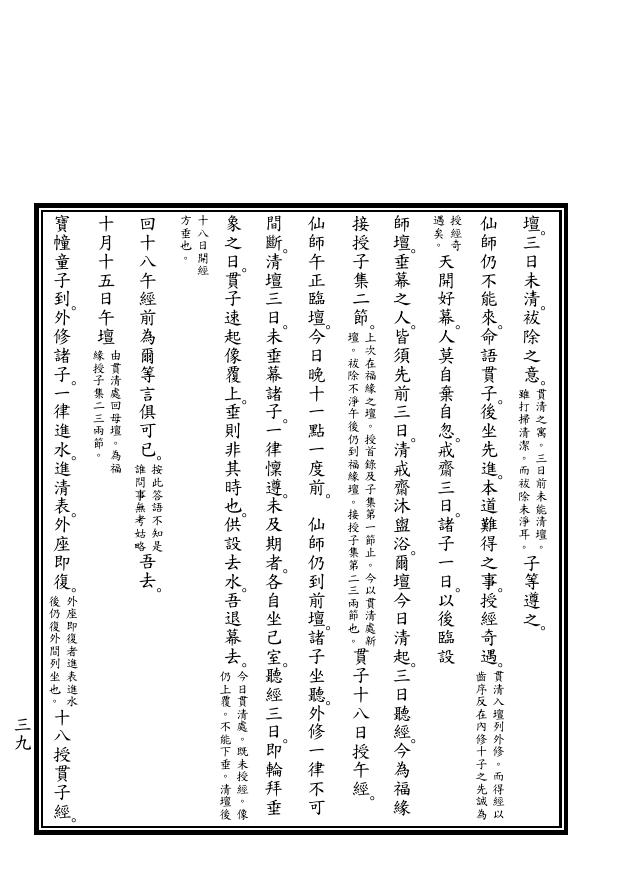 壇。三日未清。祓除之意。貫清之寓。三日前未能清壇。雖打掃清潔。而祓除未淨耳。子等遵之。
仙師仍不能來。命語貫子。後坐先進。本道難得之事。授經奇遇。貫清入壇列外修。而得經以齒序反在內修十子之先誠為
授經奇遇矣。天開好幕。人莫自棄自忽。戒齋三日。諸子一日。以後臨設
師壇。垂幕之人。皆須先前三日。清戒齋沐盥浴。爾壇今日清起。三日聽經。今為福緣
接授子集二節。上次在福緣之壇。授首錄及子集第一節止。今以貫清處新壇。祓除不淨午後仍到福緣壇。接授子集第二三兩節也。貫子十八日授午經。
仙師午正臨壇。今日晚十一點一度前。 仙師仍到前壇。諸子坐聽。外修一律不可
間斷。清壇三日。未垂幕諸子。一律懍遵。未及期者。各自坐己室。聽經三日。即輪拜垂
象之日。貫子速起像覆上。垂則非其時也。供設去水。吾退幕去。今日貫清處。既未授經。像仍上覆。不能下垂。清壇後
十八日開經方垂也。
回十八午經前為爾等言俱可已。按此答語不知是誰問事無考姑略吾去。
十月十五日午壇由貫清處回母壇。為福緣授子集二三兩節。
寶幢童子到。外修諸子。一律進水。進清表。外座即復。外座即復者進表進水後仍復外間列坐也。十八授貫子經。
三九